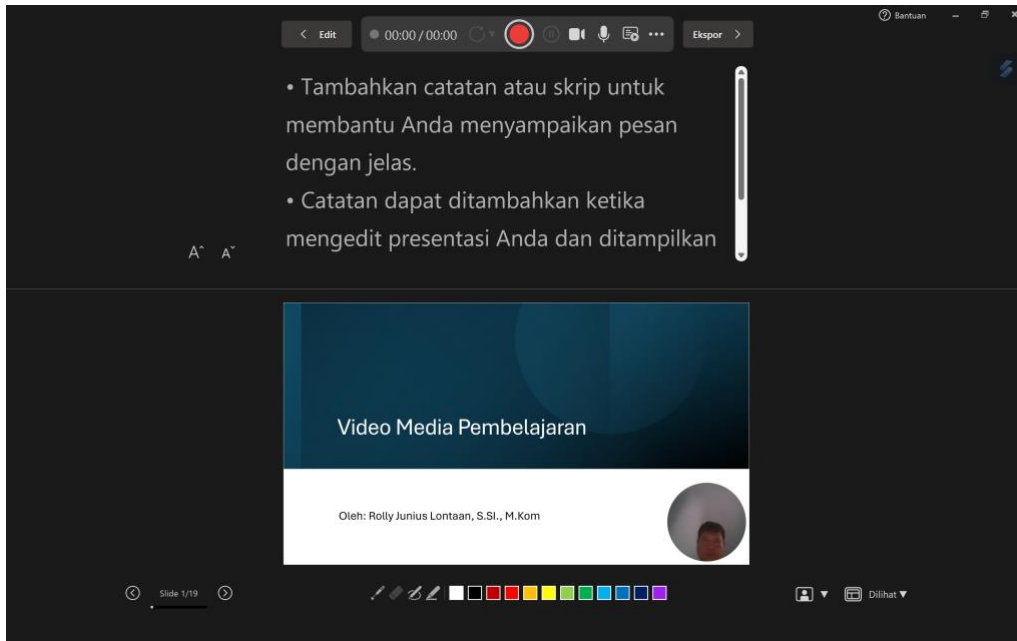 Bantuan
Edit
00:00 / 00:00
Ekspor
• Tambahkan catatan atau skrip untuk
membantu Anda menyampaikan pesan
dengan jelas.
• Catatan dapat ditambahkan ketika
mengedit presentasi Anda dan ditampilkan
A A
Video Media Pembelajaran
Oleh: Rolly Junius Lontaan, S.SI., M.Kom
Slide 1/19
Dilihat